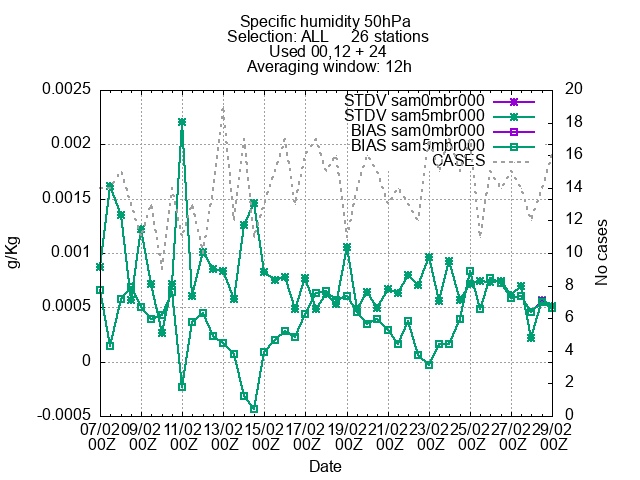 Specific humidity 50hPa
Selection: ALL 26 stations
Used 00,12 + 24
Averaging window: 12h
STDV sam0mbr000
STDV sam5mbr000
BIAS sam0mbr000
BIAS sam5mbr000
CASES
0.0025
0.002
0.0015
0.001
0.0005
0
-0.0005
g/Kg
20
18
16
14
12
10
8
6
4
2
0
No cases
07/02 09/02 11/02 13/02 15/02 17/02 19/02 21/02 23/02 25/02 27/02 29/02
00Z 00Z 00Z 00Z 00Z 00Z 00Z 00Z 00Z 00Z 00Z 00Z
Date